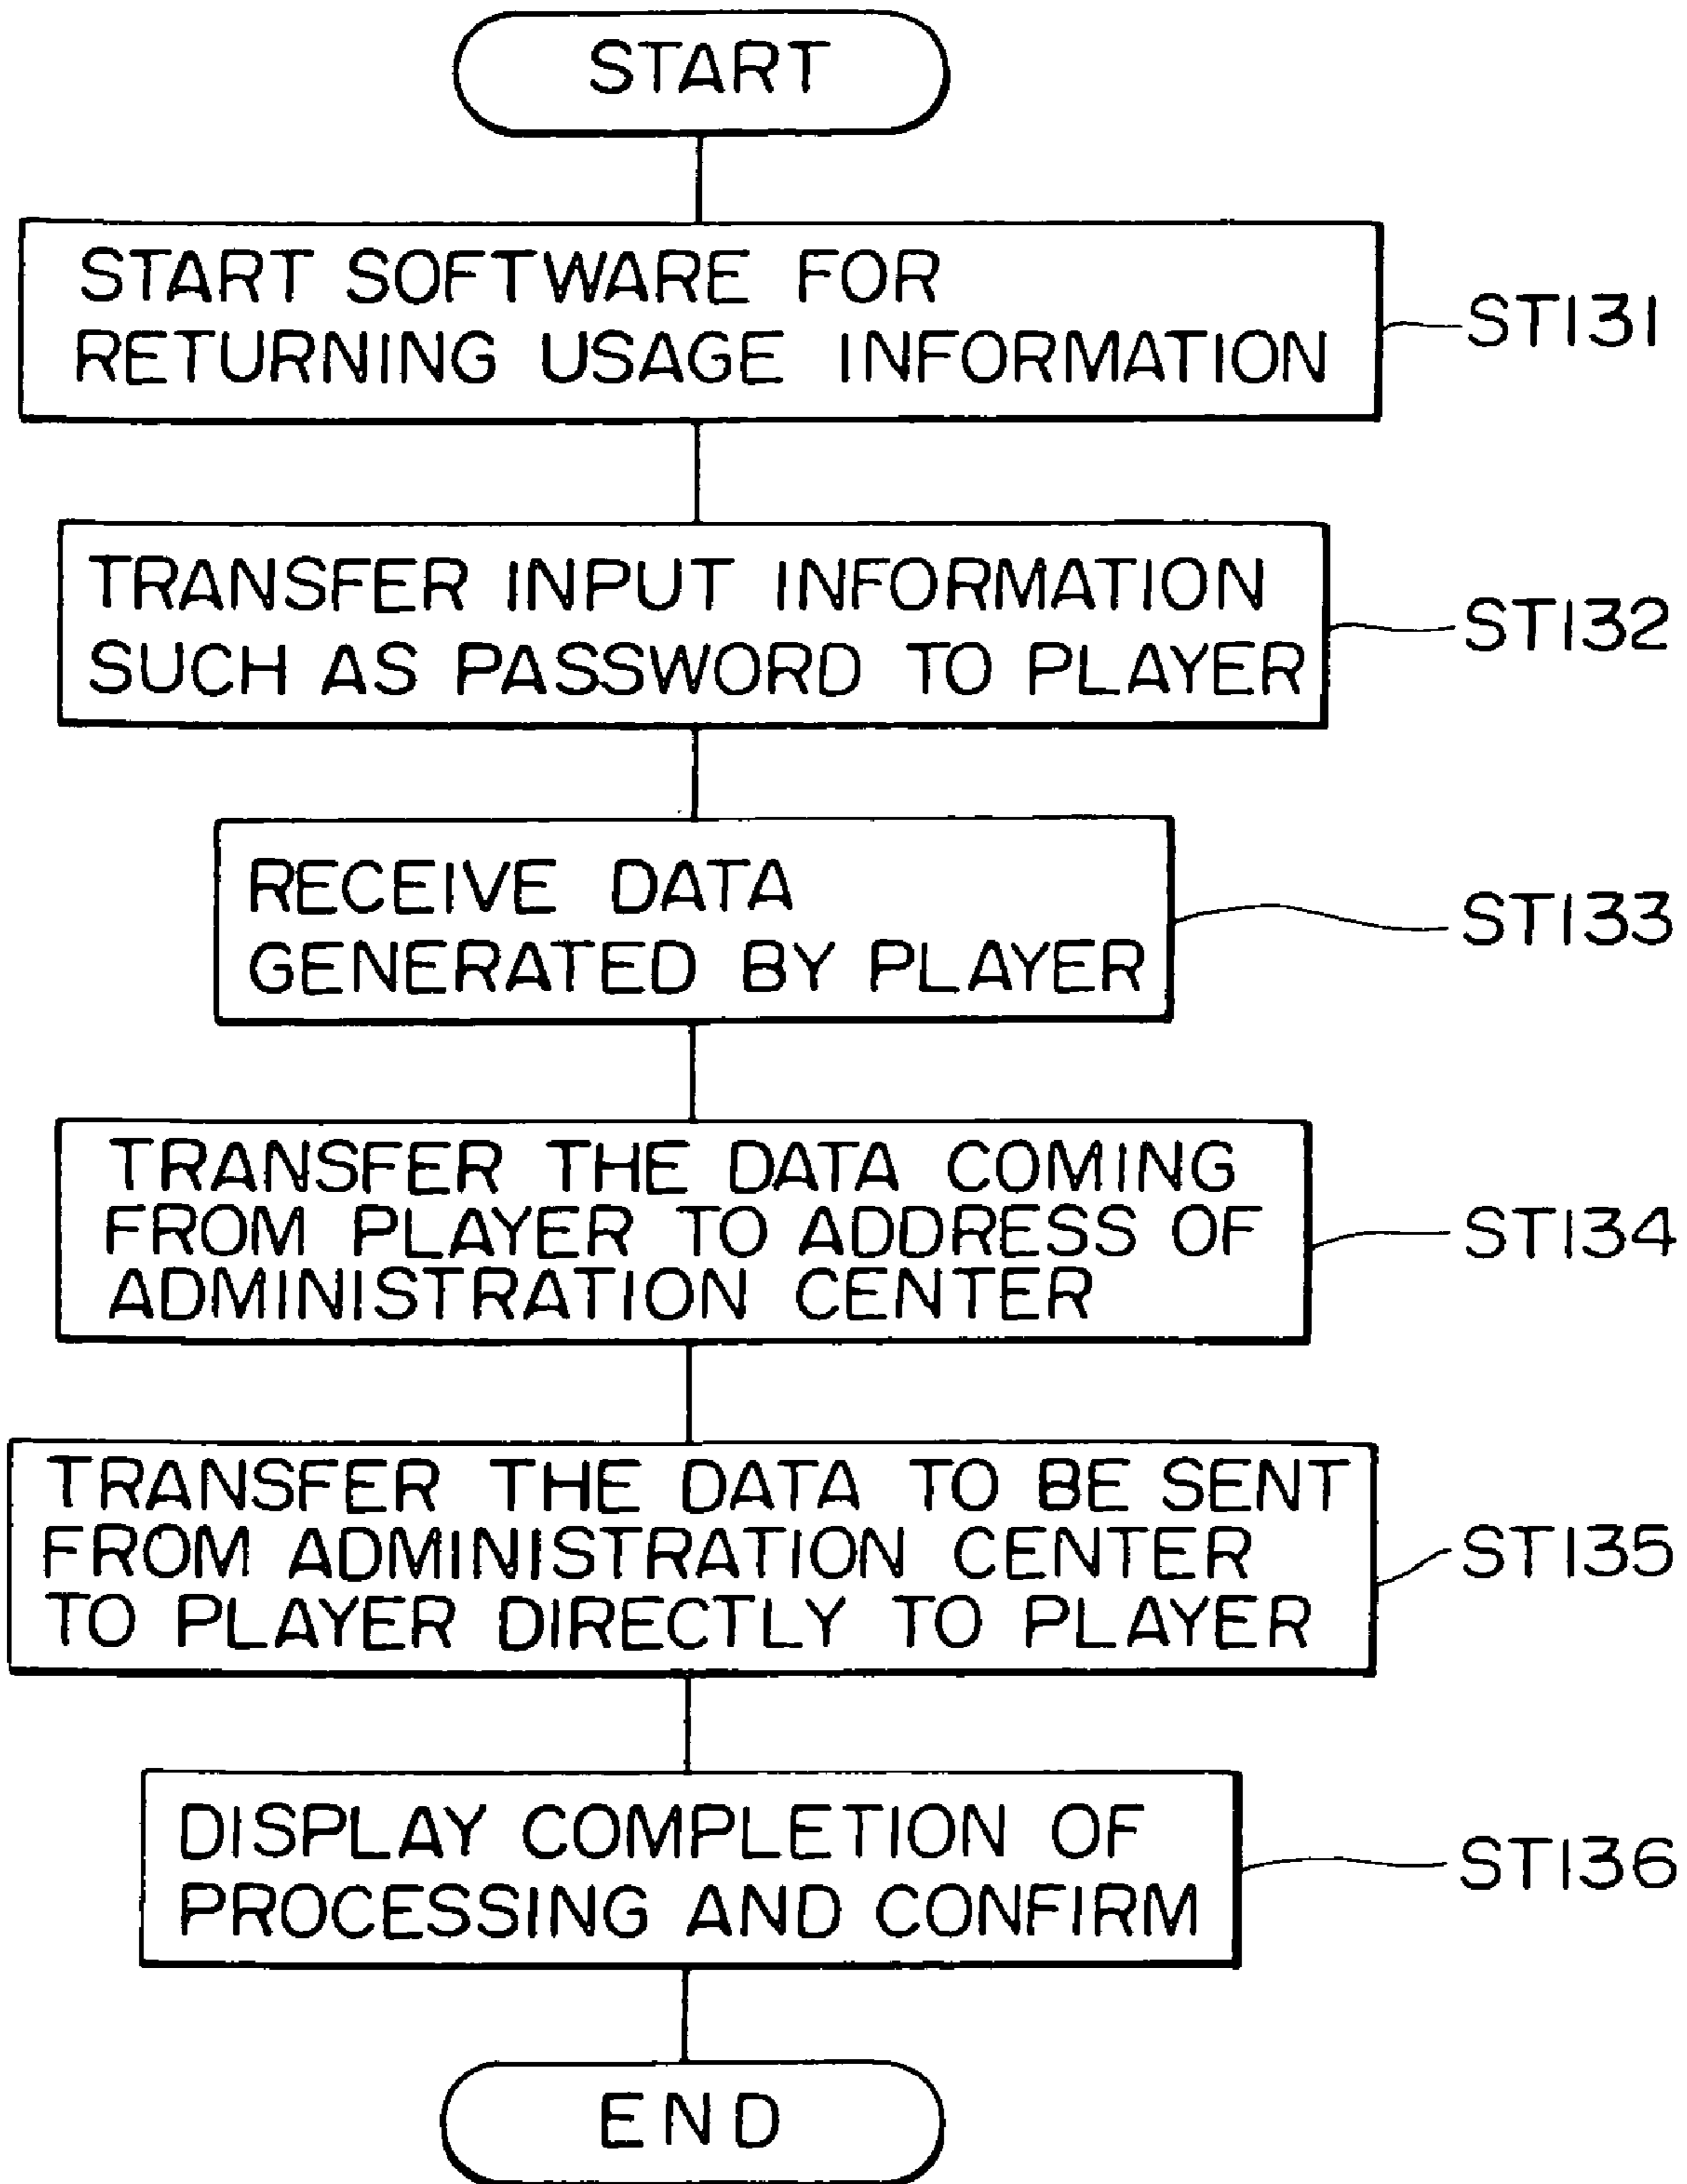 START
START SOFTWARE FOR
RETURNING USAGE INFORMATION
ST131
TRANSFER INPUT INFORMATION
SUCH AS PASSWORD TO PLAYER
ST132
RECEIVE DATA
GENERATED BY PLAYER
ST133
TRANSFER THE DATA COMING
FROM PLAYER TO ADDRESS OF
ADMINISTRATION CENTER
ST134
TRANSFER THE DATA TO BE SENT
FROM ADMINISTRATION CENTER
TO PLAYER DIRECTLY TO PLAYER
ST135
DISPLAY COMPLETION OF
PROCESSING AND CONFIRM
ST136
END